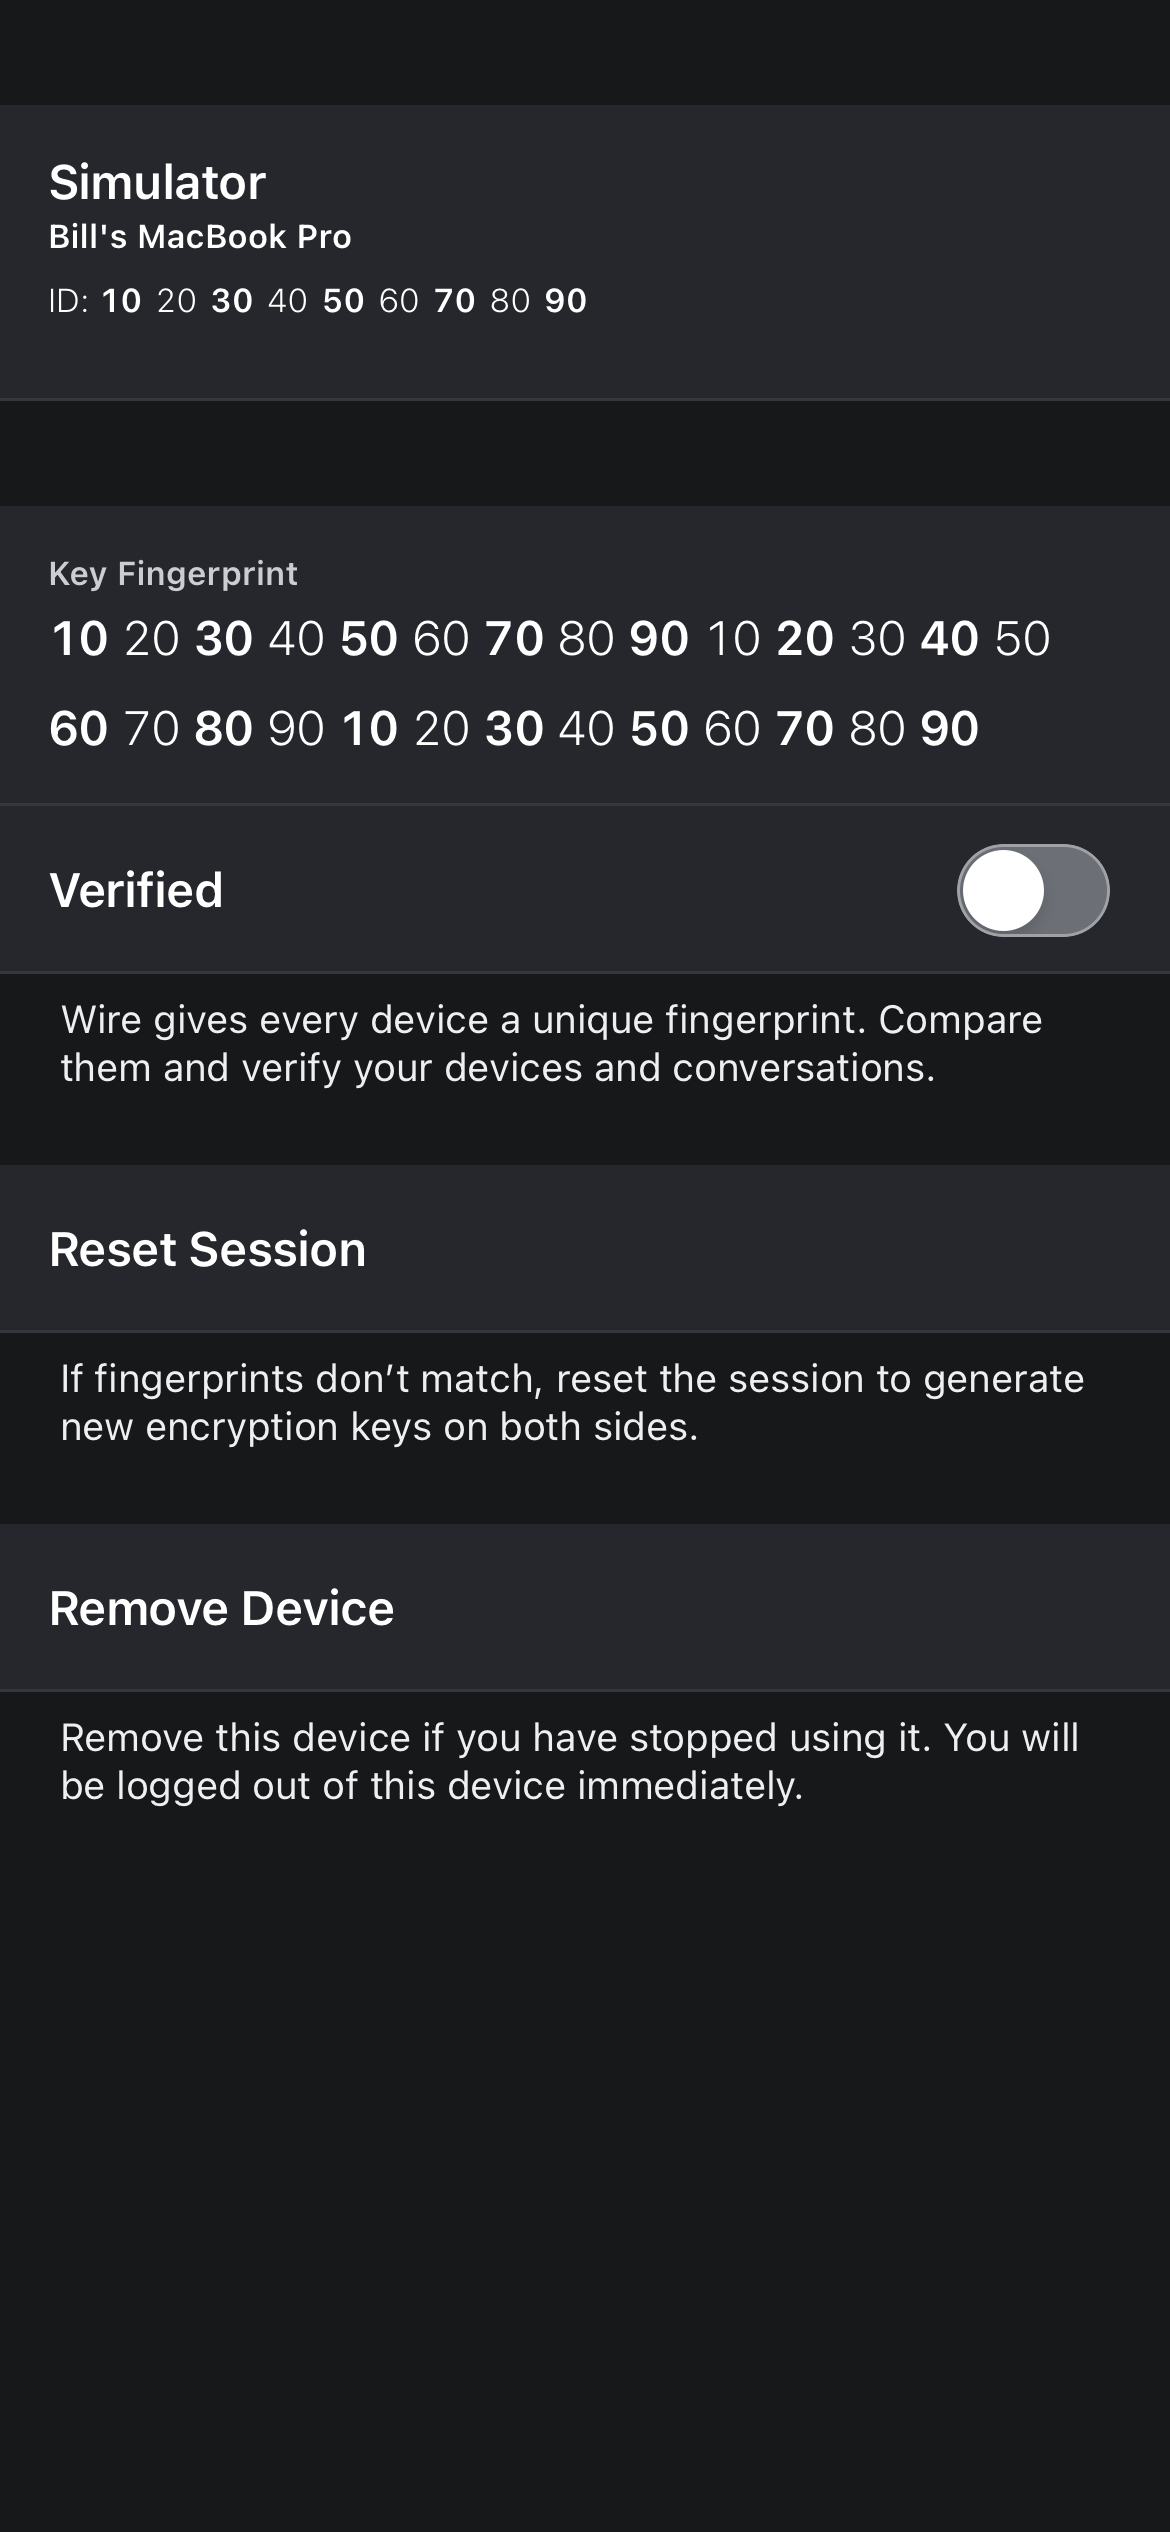 Simulator
Bill's MacBook Pro
ID: 10 20 30 40 50 60 70 80 90
Key Fingerprint
10 20 30 40 50 60 70 80 90 10 20 30 40 50
60 70 80 90 10 20 30 40 50 60 70 80 90
Verified
Wire gives every device a unique fingerprint. Compare
them and verify your devices and conversations.
Reset Session
If fingerprints don’t match, reset the session to generate
new encryption keys on both sides.
Remove Device
Remove this device if you have stopped using it. You will
be logged out of this device immediately.